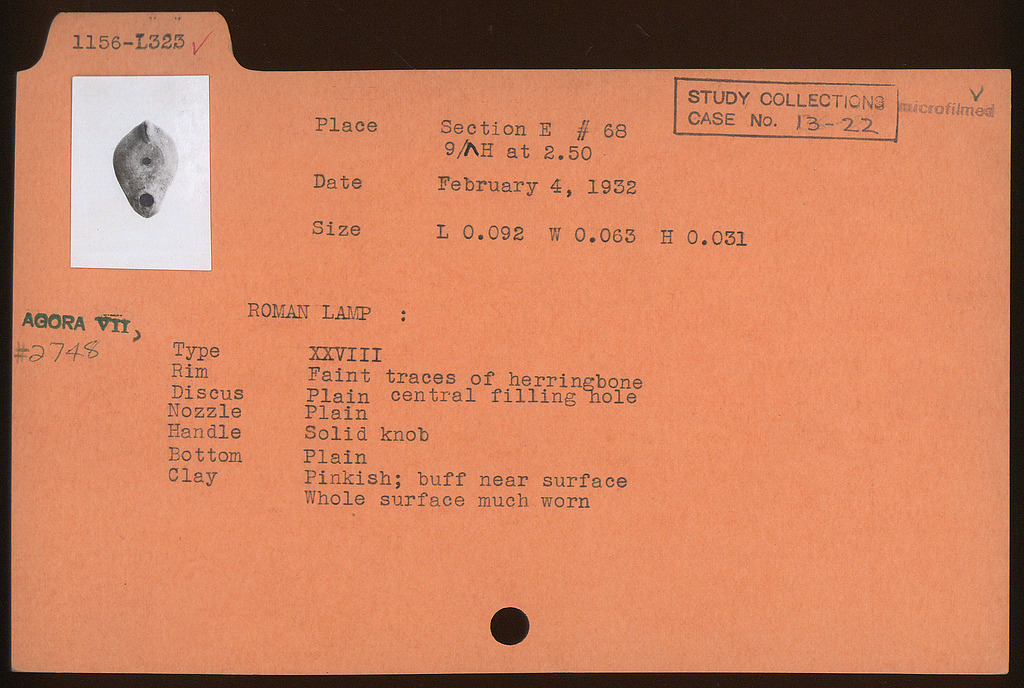 1156-L323 ✓
STUDY COLLECTIONS
CASE No. 13-22
✓
microfilmed
Place Section E # 68
9/ΛH at 2.50
Date February 4, 1932
Size L 0.092 W 0.063 H 0.031
ROMAN LAMP :
AGORA VII,
#2748
Type XXVIII
Rim Faint traces of herringbone
Discus Plain central filling hole
Nozzle Plain
Handle Solid knob
Bottom Plain
Clay Pinkish; buff near surface
Whole surface much worn